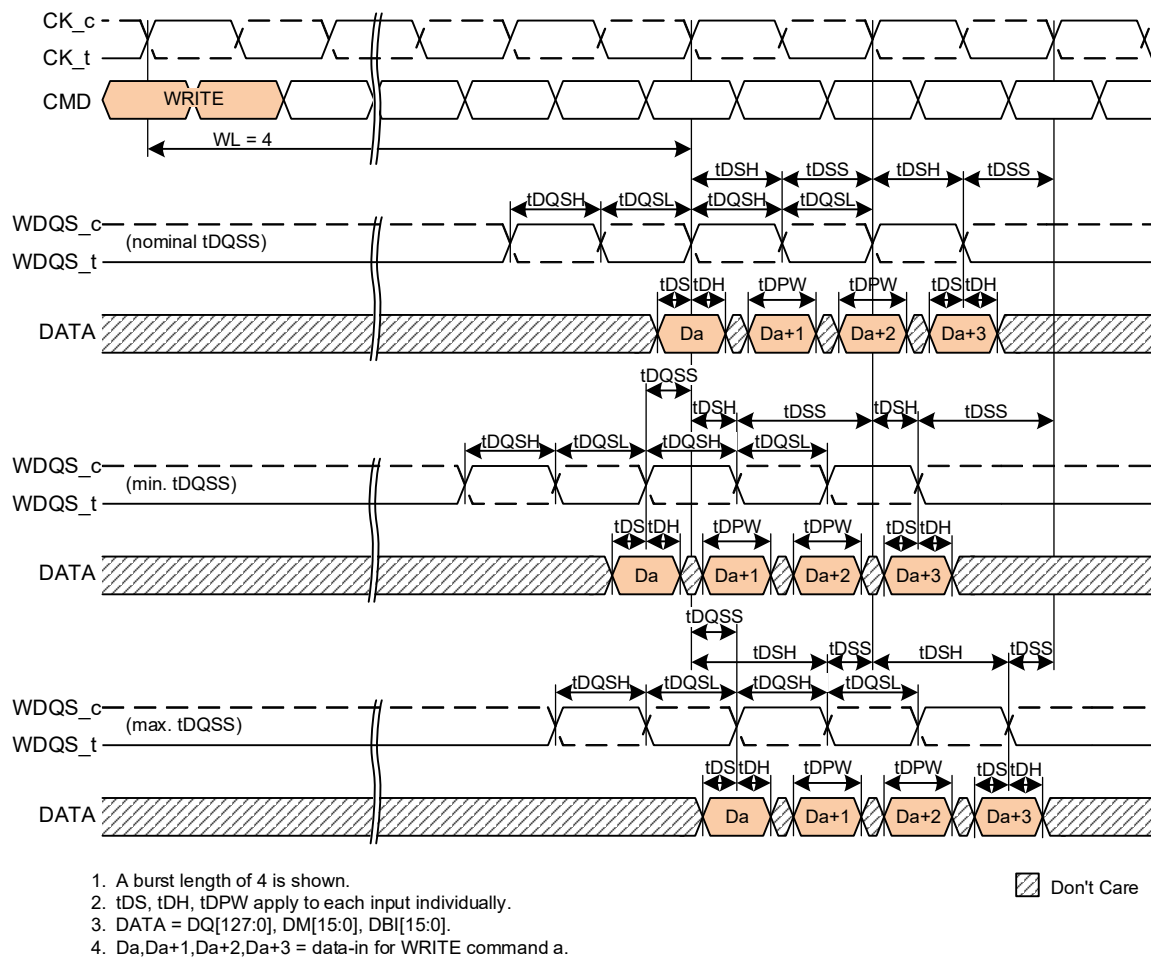 CK_c
CK_t
CMD WRITE
WL = 4
tDSH tDSS tDSH tDSS
tDQSH tDQSL tDQSH tDQSL
WDQS_c
(nominal tDQSS)
WDQS_t
tDS tDH tDPW tDPW tDS tDH
DATA Da Da+1 Da+2 Da+3
tDQSS
tDSH tDSS tDSH tDSS
tDQSH tDQSL tDQSH tDQSL
WDQS_c
(min. tDQSS)
WDQS_t
tDS tDH tDPW tDPW tDS tDH
DATA Da Da+1 Da+2 Da+3
tDQSS
tDSH tDSS tDSH tDSS
tDQSH tDQSL tDQSH tDQSL
WDQS_c
(max. tDQSS)
WDQS_t
tDS tDH tDPW tDPW tDS tDH
DATA Da Da+1 Da+2 Da+3
1. A burst length of 4 is shown.
2. tDS, tDH, tDPW apply to each input individually.
3. DATA = DQ[127:0], DM[15:0], DBI[15:0].
4. Da,Da+1,Da+2,Da+3 = data-in for WRITE command a.
Don't Care